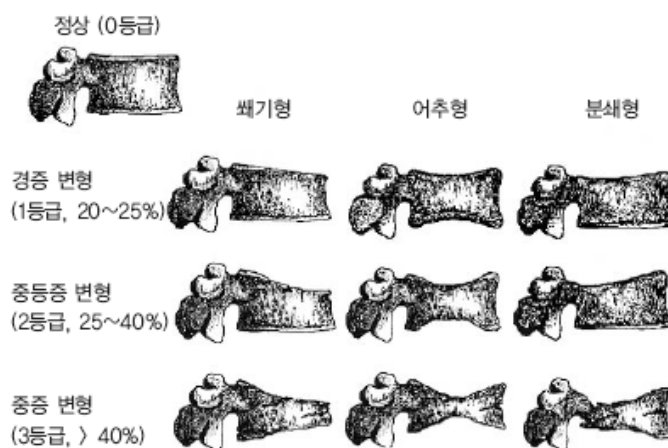 정상 (0등급)
쐐기형 어추형 분쇄형
경증 변형
(1등급, 20~25%)
중등증 변형
(2등급, 25~40%)
중증 변형
(3등급, > 40%)